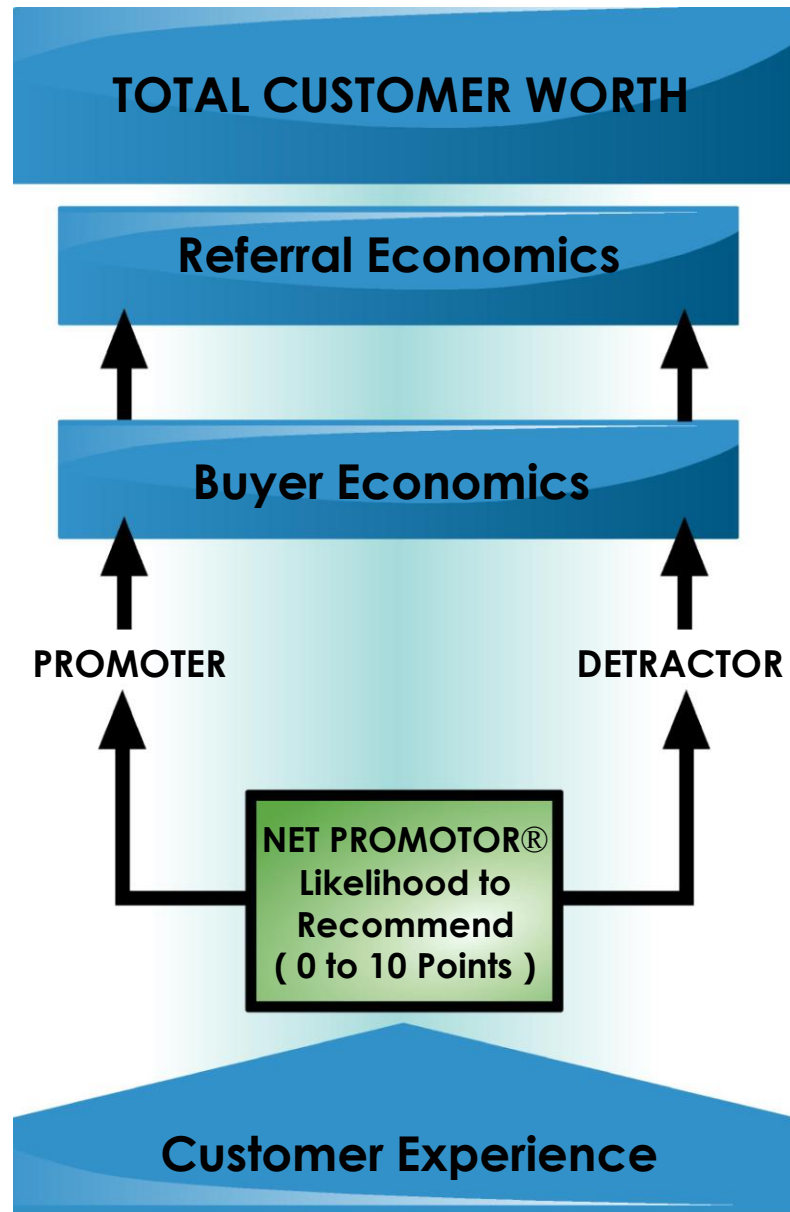 TOTAL CUSTOMER WORTH
Referral Economics
Buyer Economics
PROMOTER
DETRACTOR
NET PROMOTOR®
Likelihood to
Recommend
( 0 to 10 Points )
Customer Experience